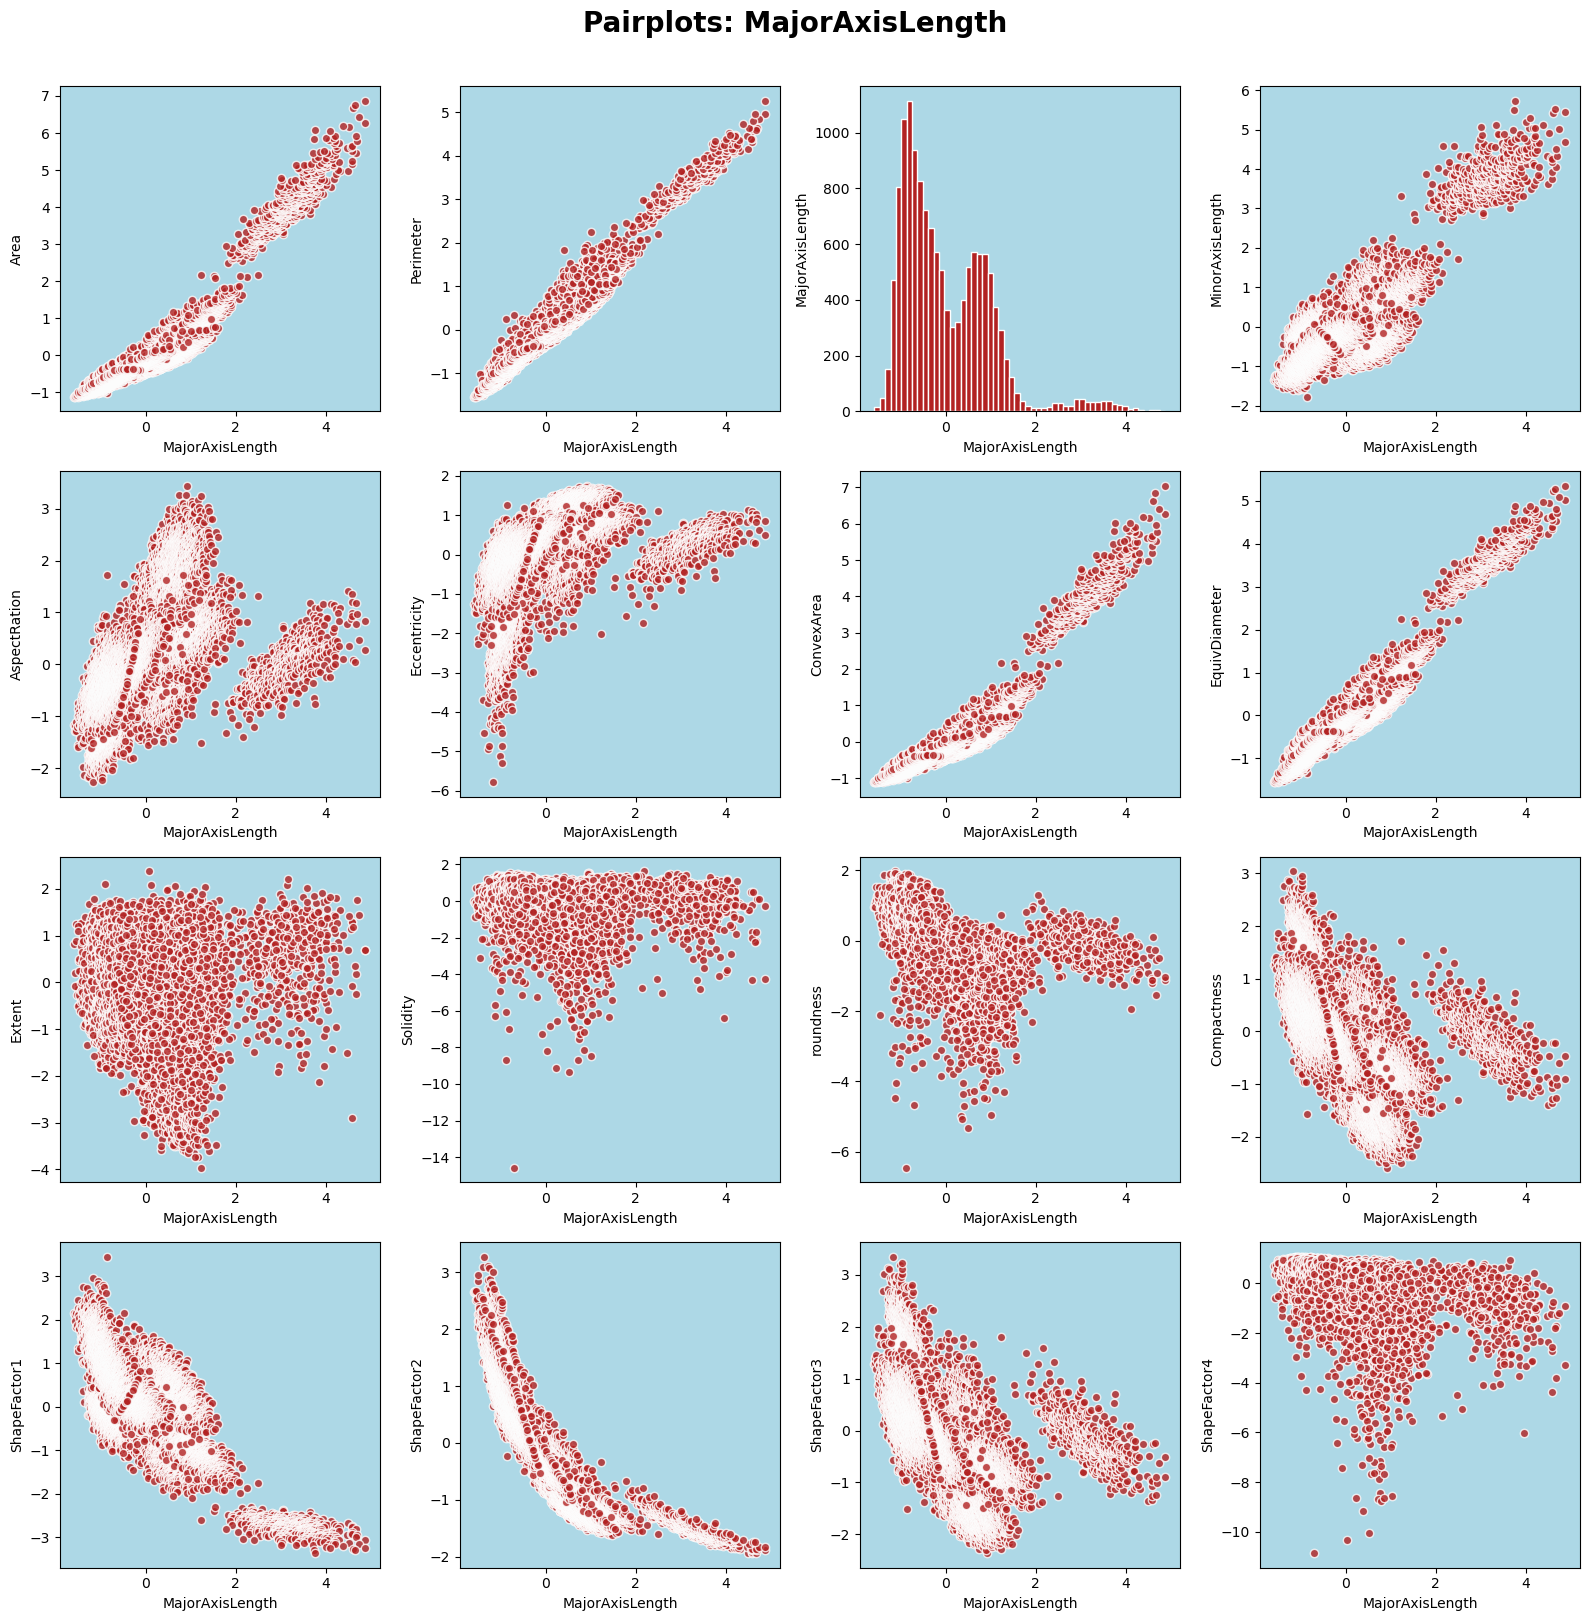 Pairplots: MajorAxisLength
Area
7
6
5
4
3
2
1
0
−1
0 2 4
MajorAxisLength
Perimeter
5
4
3
2
1
0
−1
0 2 4
MajorAxisLength
MajorAxisLength
1000
800
600
400
200
0
0 2 4
MajorAxisLength
MinorAxisLength
6
5
4
3
2
1
0
−1
−2
0 2 4
MajorAxisLength
AspectRation
3
2
1
0
−1
−2
0 2 4
MajorAxisLength
Eccentricity
2
1
0
−1
−2
−3
−4
−5
−6
0 2 4
MajorAxisLength
ConvexArea
7
6
5
4
3
2
1
0
−1
0 2 4
MajorAxisLength
EquivDiameter
5
4
3
2
1
0
−1
0 2 4
MajorAxisLength
Extent
2
1
0
−1
−2
−3
−4
0 2 4
MajorAxisLength
Solidity
2
0
−2
−4
−6
−8
−10
−12
−14
0 2 4
MajorAxisLength
roundness
2
0
−2
−4
−6
0 2 4
MajorAxisLength
Compactness
3
2
1
0
−1
−2
0 2 4
MajorAxisLength
ShapeFactor1
3
2
1
0
−1
−2
−3
0 2 4
MajorAxisLength
ShapeFactor2
3
2
1
0
−1
−2
0 2 4
MajorAxisLength
ShapeFactor3
3
2
1
0
−1
−2
0 2 4
MajorAxisLength
ShapeFactor4
0
−2
−4
−6
−8
−10
0 2 4
MajorAxisLength